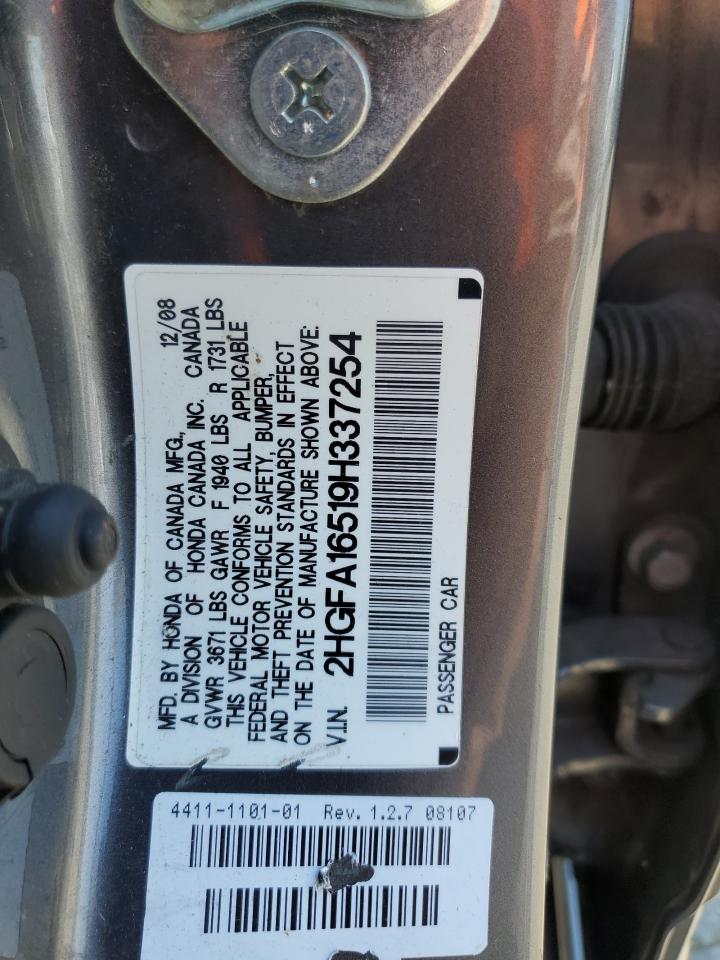 MFD. BY HONDA OF CANADA MFG., 12/08
A DIVISION OF HONDA CANADA INC. CANADA
GVWR 3671 LBS GAWR F 1940 LBS R 1731 LBS
THIS VEHICLE CONFORMS TO ALL APPLICABLE
FEDERAL MOTOR VEHICLE SAFETY, BUMPER,
AND THEFT PREVENTION STANDARDS IN EFFECT
ON THE DATE OF MANUFACTURE SHOWN ABOVE:
V.I.N. 2HGFA16519H337254
PASSENGER CAR
4411-1101-01 Rev. 1.2.7 08107